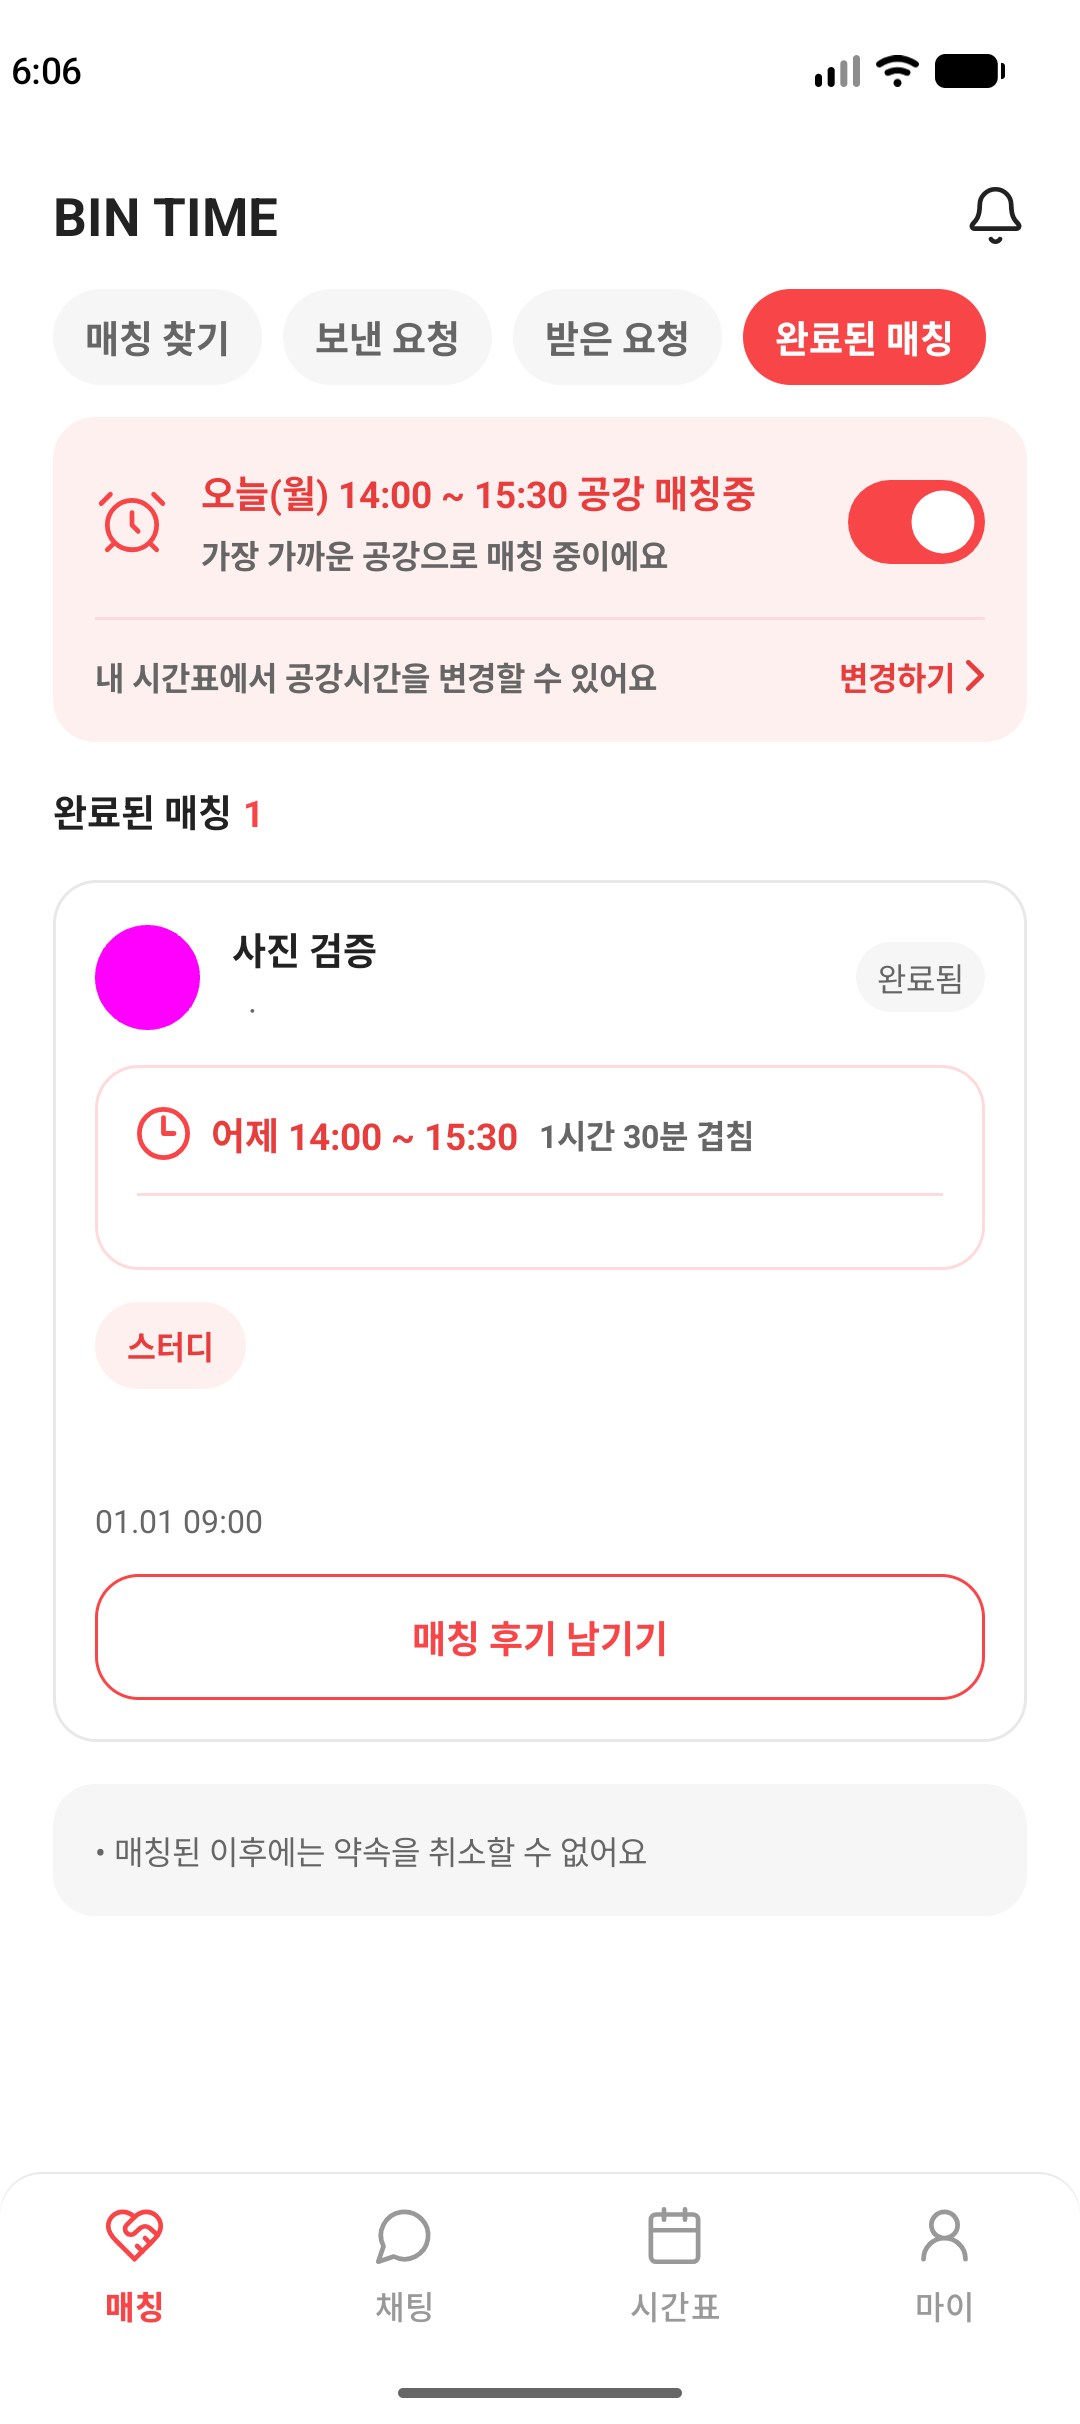 6:06
BIN TIME
매칭 찾기
보낸 요청
받은 요청
완료된 매칭
오늘(월) 14:00 ~ 15:30 공강 매칭중
가장 가까운 공강으로 매칭 중이에요
내 시간표에서 공강시간을 변경할 수 있어요
변경하기
완료된 매칭 1
사진 검증
·
완료됨
어제 14:00 ~ 15:30 1시간 30분 겹침
스터디
01.01 09:00
매칭 후기 남기기
• 매칭된 이후에는 약속을 취소할 수 없어요
매칭
채팅
시간표
마이